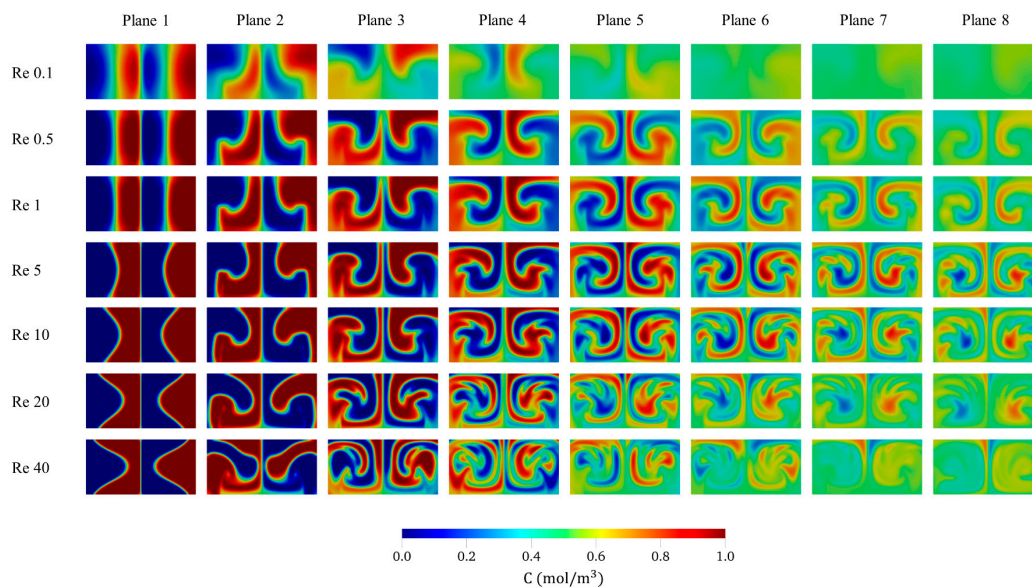 Plane 1 Plane 2 Plane 3 Plane 4 Plane 5 Plane 6 Plane 7 Plane 8
Re 0.1
Re 0.5
Re 1
Re 5
Re 10
Re 20
Re 40
0.0 0.2 0.4 0.6 0.8 1.0
C (mol/m³)